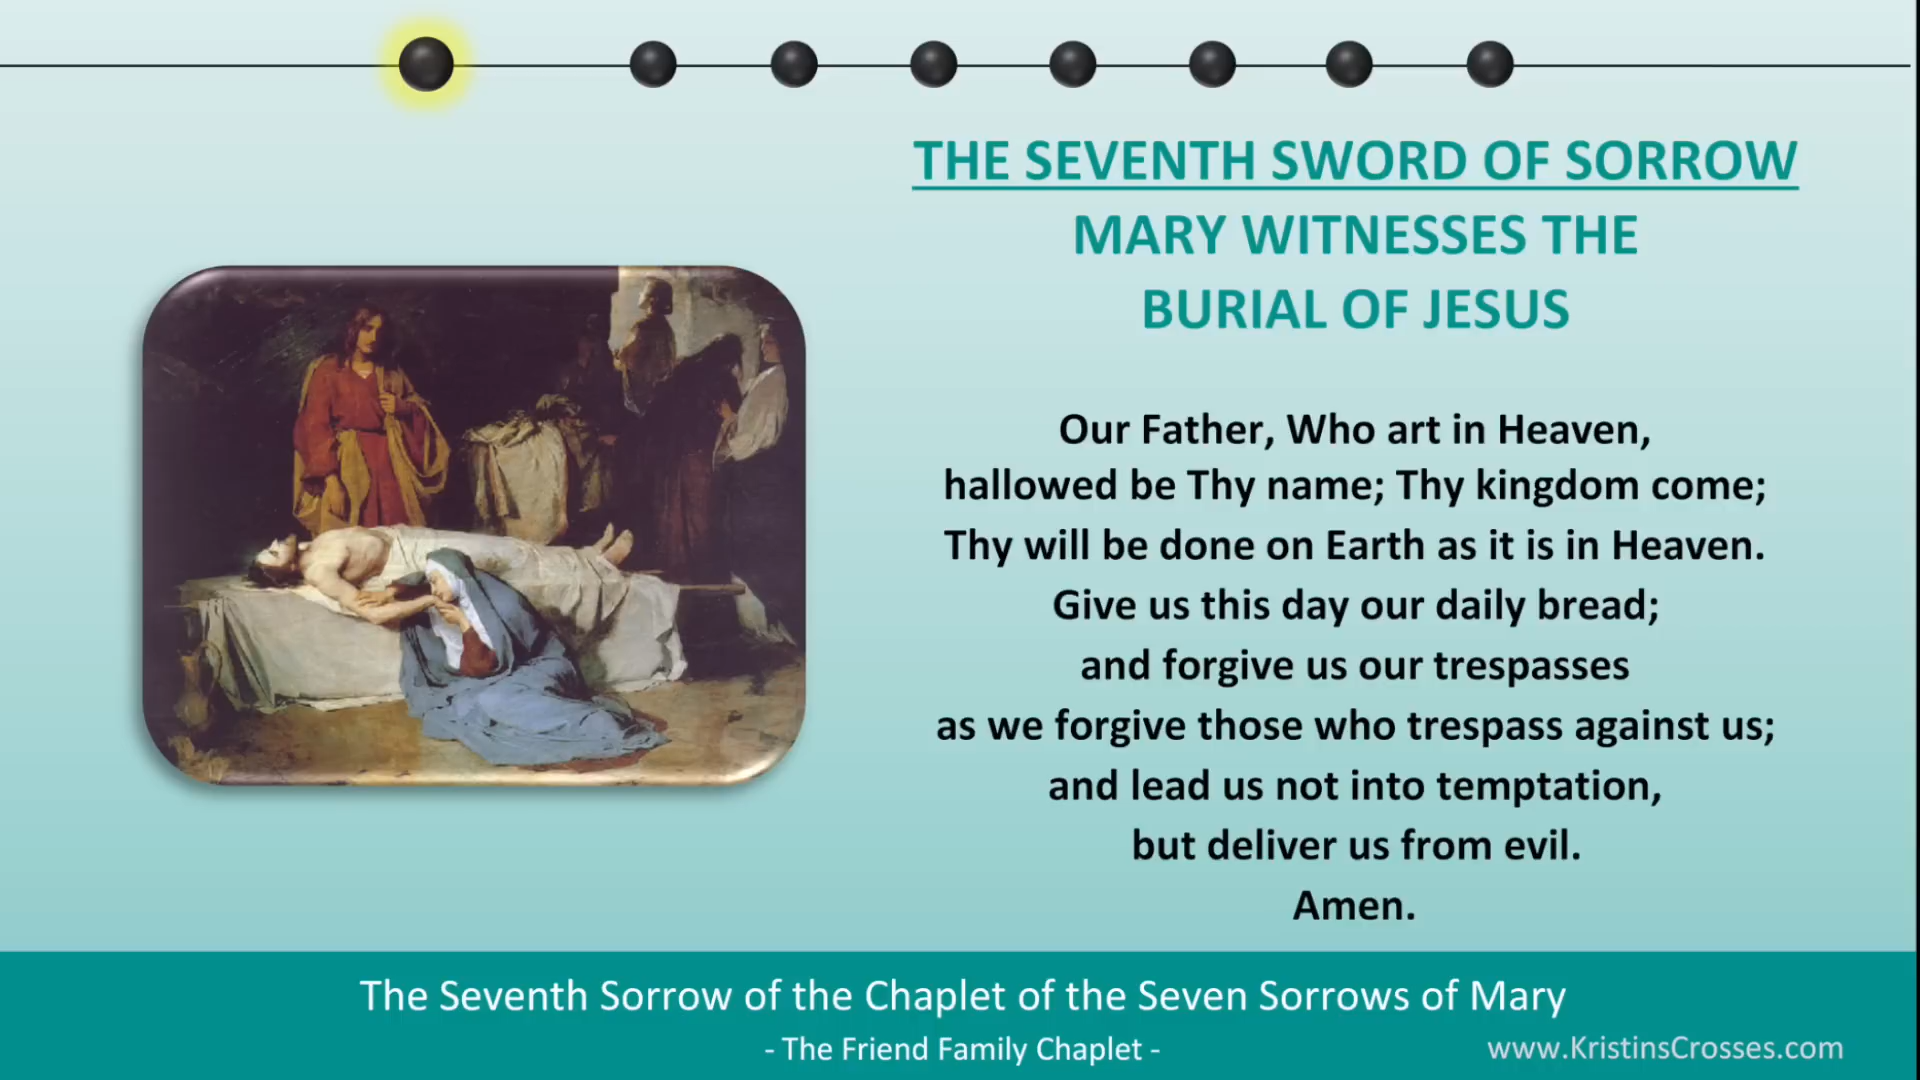 THE SEVENTH SWORD OF SORROW
MARY WITNESSES THE
BURIAL OF JESUS
Our Father, Who art in Heaven,
hallowed be Thy name; Thy kingdom come;
Thy will be done on Earth as it is in Heaven.
Give us this day our daily bread;
and forgive us our trespasses
as we forgive those who trespass against us;
and lead us not into temptation,
but deliver us from evil.
Amen.
The Seventh Sorrow of the Chaplet of the Seven Sorrows of Mary
- The Friend Family Chaplet -
www.KristinsCrosses.com